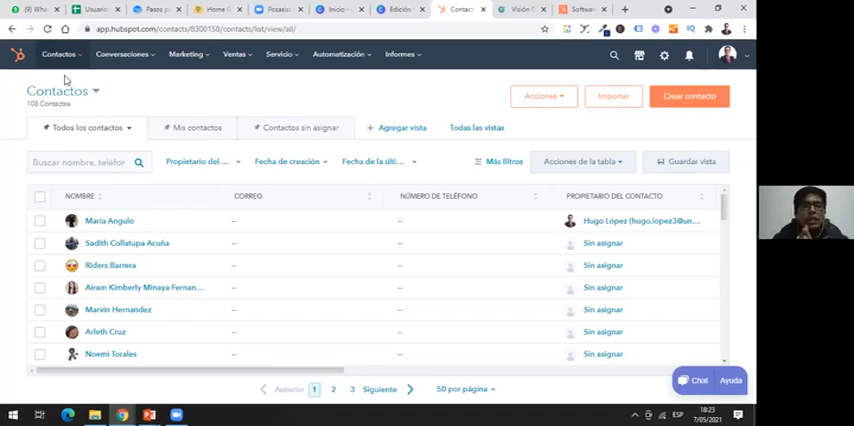 (9) Wha
Usuario
Pasos p
Home G
Potasio
Inicio -
Edición
Contac
Visión G
Software
app.hubspot.com/contacts/8300158/contacts/list/view/all/
Contactos Conversaciones Marketing Ventas Servicio Automatización Informes
Contactos
108 Contactos
Acciones Importar Crear contacto
Todos los contactos Mis contactos Contactos sin asignar + Agregar vista Todas las vistas
Buscar nombre, teléfor Propietario del ... Fecha de creación Fecha de la últi... Más filtros Acciones de la tabla Guardar vista
NOMBRE CORREO NÚMERO DE TELÉFONO PROPIETARIO DEL CONTACTO
María Angulo -- -- Hugo López (hugo.lopez3@un...
Sadith Collatupa Acuña -- -- Sin asignar
Riders Barrera -- -- Sin asignar
Airam Kimberly Minaya Fernan... -- -- Sin asignar
Marvin Hernandez -- -- Sin asignar
Arleth Cruz -- -- Sin asignar
Noemi Torales -- -- Sin asignar
Anterior 1 2 3 Siguiente 50 por página
Chat Ayuda
ESP
18:23
7/05/2021